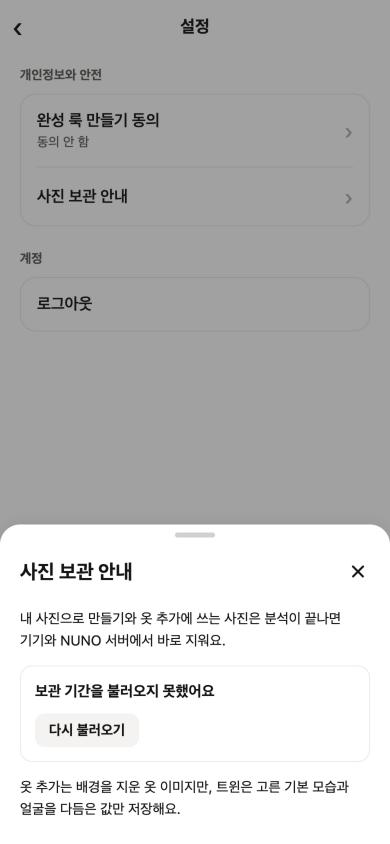 설정
개인정보와 안전
완성 룩 만들기 동의
동의 안 함
사진 보관 안내
계정
로그아웃
사진 보관 안내
내 사진으로 만들기와 옷 추가에 쓰는 사진은 분석이 끝나면
기기와 NUNO 서버에서 바로 지워요.
보관 기간을 불러오지 못했어요
다시 불러오기
옷 추가는 배경을 지운 옷 이미지만, 트윈은 고른 기본 모습과
얼굴을 다듬은 값만 저장해요.